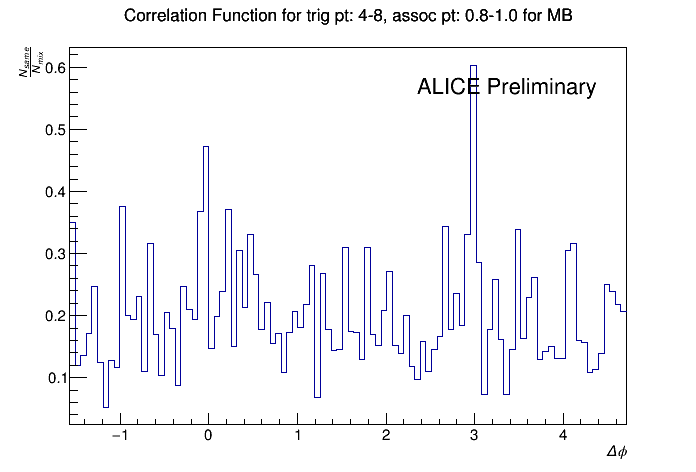 Correlation Function for trig pt: 4-8, assoc pt: 0.8-1.0 for MB
N_same
N_mix
ALICE Preliminary
0.6
0.5
0.4
0.3
0.2
0.1
−1 0 1 2 3 4
Δϕ